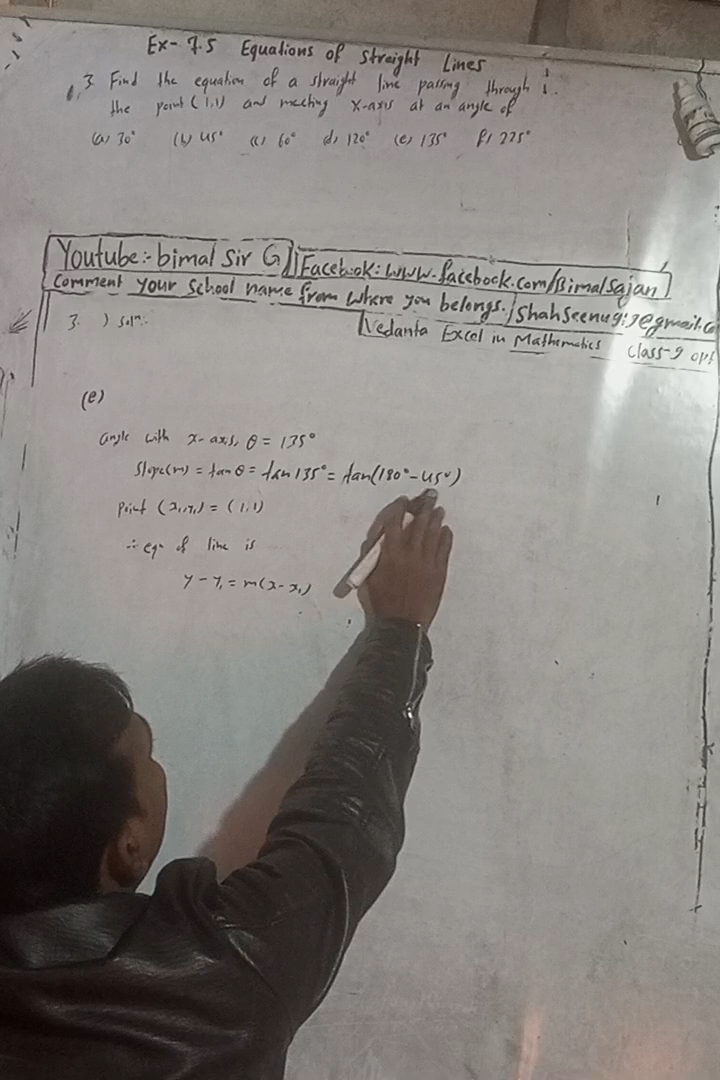 Ex- 7.5 Equations of Straight Lines
3 Find the equation of a straight line passing through
the point (1,1) and meeting X-axis at an angle of
(a) 30° (b) 45° (c) 60° (d) 120° (e) 135° f) 225°
Youtube:- bimal Sir G Facebook: www.facebook.com/Bimalsajan
Comment your school name from where you belongs. shahseenu
3. ) solⁿ: Vedanta Excel in Mathematics Class-9 opt
(e)
angle with x-axis, θ = 135°
Slope(m) = tan θ = tan 135° = tan(180° - 45°)
point (x₁,y₁) = (1,1)
∴ eqⁿ of line is
y - y₁ = m(x - x₁)